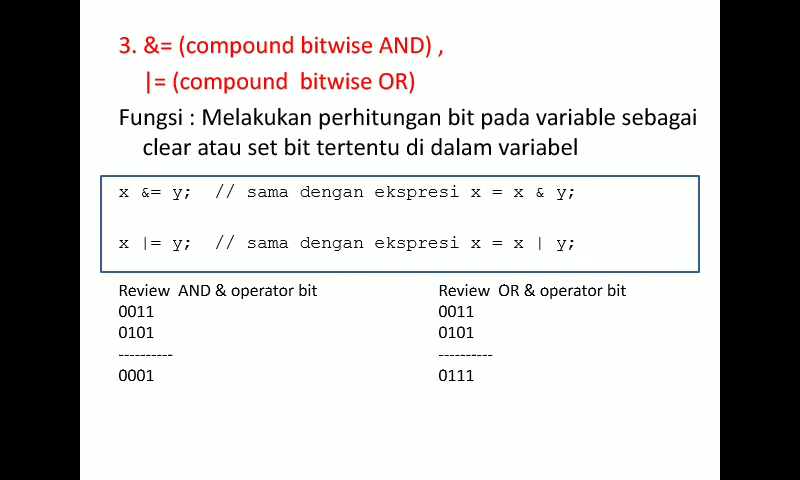 3. &= (compound bitwise AND) ,
|= (compound  bitwise OR)
Fungsi : Melakukan perhitungan bit pada variable sebagai
clear atau set bit tertentu di dalam variabel
x &= y;  // sama dengan ekspresi x = x & y;
x |= y;  // sama dengan ekspresi x = x | y;
Review  AND & operator bit
0011
0101
----------
0001
Review  OR & operator bit
0011
0101
----------
0111